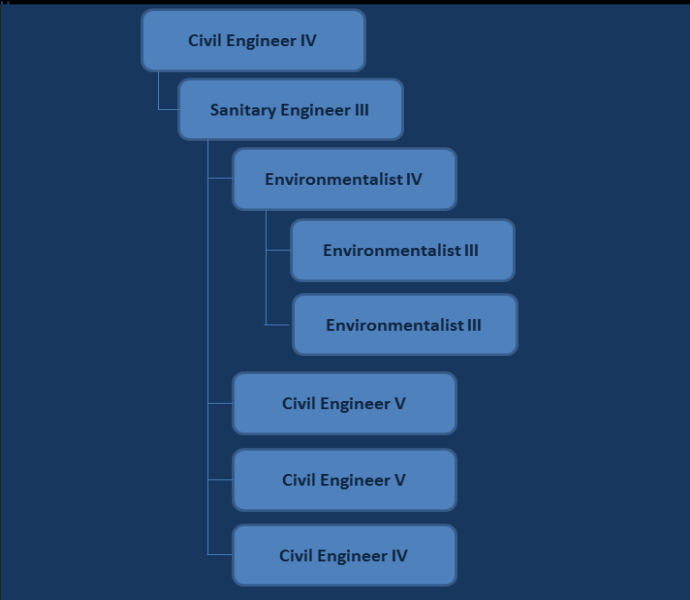 Civil Engineer IV
Sanitary Engineer III
Environmentalist IV
Environmentalist III
Environmentalist III
Civil Engineer V
Civil Engineer V
Civil Engineer IV